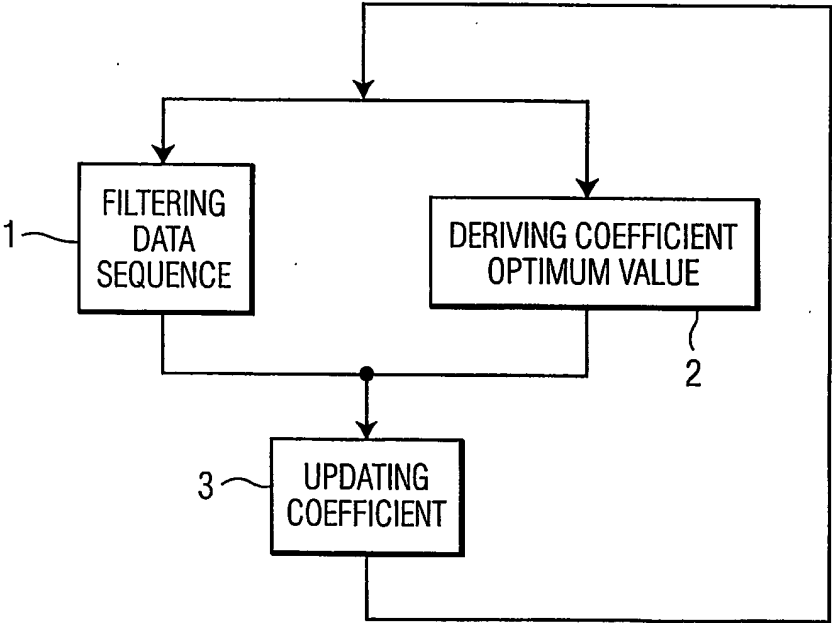 1
FILTERING
DATA
SEQUENCE
DERIVING COEFFICIENT
OPTIMUM VALUE
2
3
UPDATING
COEFFICIENT